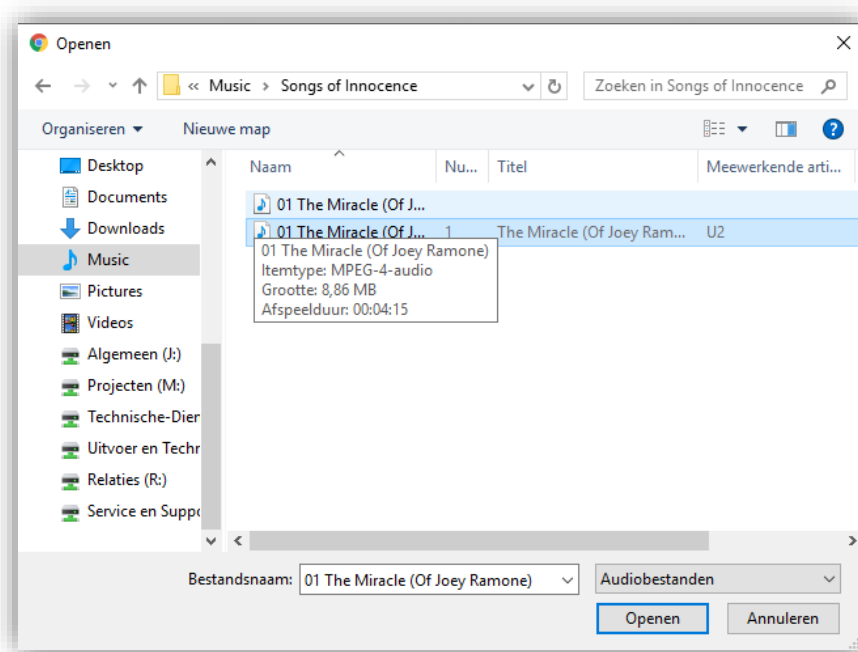 Openen
« Music > Songs of Innocence
Zoeken in Songs of Innocence
Organiseren
Nieuwe map
?
Naam
Nu...
Titel
Meewerkende arti...
Desktop
Documents
Downloads
Music
Pictures
Videos
Algemeen (J:)
Projecten (M:)
Technische-Dien
Uitvoer en Techn
Relaties (R:)
Service en Suppo
01 The Miracle (Of J...
01 The Miracle (Of J... 1 The Miracle (Of Joey Ram... U2
01 The Miracle (Of Joey Ramone)
Itemtype: MPEG-4-audio
Grootte: 8,86 MB
Afspeelduur: 00:04:15
Bestandsnaam: 01 The Miracle (Of Joey Ramone)
Audiobestanden
Openen
Annuleren